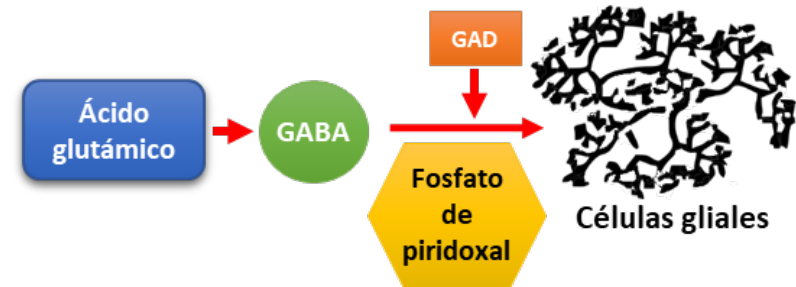 Ácido
glutámico
GABA
GAD
Fosfato
de
piridoxal
Células gliales